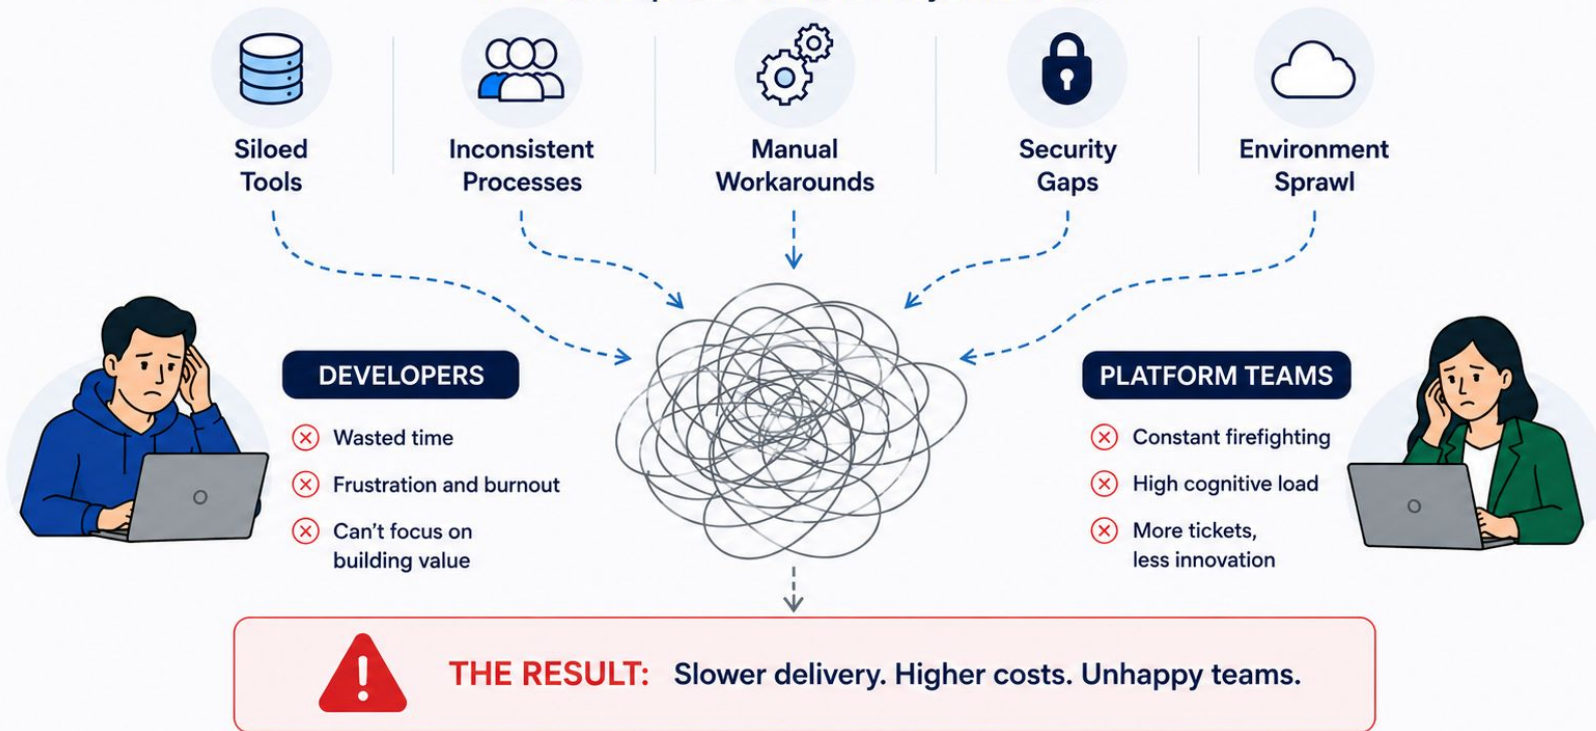 Siloed
Tools
Inconsistent
Processes
Manual
Workarounds
Security
Gaps
Environment
Sprawl
DEVELOPERS
Wasted time
Frustration and burnout
Can't focus on
building value
PLATFORM TEAMS
Constant firefighting
High cognitive load
More tickets,
less innovation
THE RESULT: Slower delivery. Higher costs. Unhappy teams.